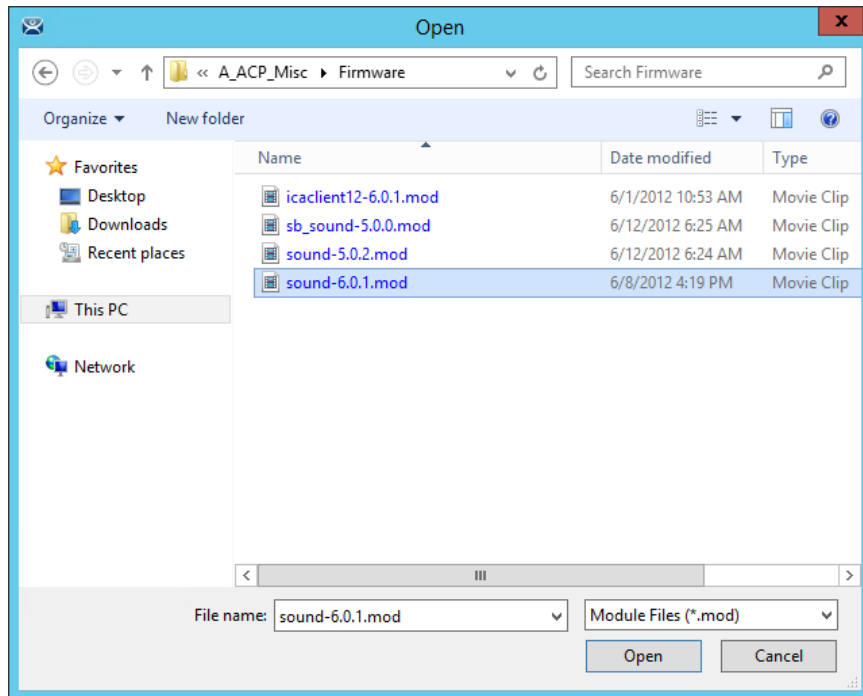 Open
x
« A_ACP_Misc ▸ Firmware
Search Firmware
Organize
New folder
Name
Date modified
Type
Favorites
Desktop
Downloads
Recent places
This PC
Network
icaclient12-6.0.1.mod 6/1/2012 10:53 AM Movie Clip
sb_sound-5.0.0.mod 6/12/2012 6:25 AM Movie Clip
sound-5.0.2.mod 6/12/2012 6:24 AM Movie Clip
sound-6.0.1.mod 6/8/2012 4:19 PM Movie Clip
File name: sound-6.0.1.mod
Module Files (*.mod)
Open
Cancel